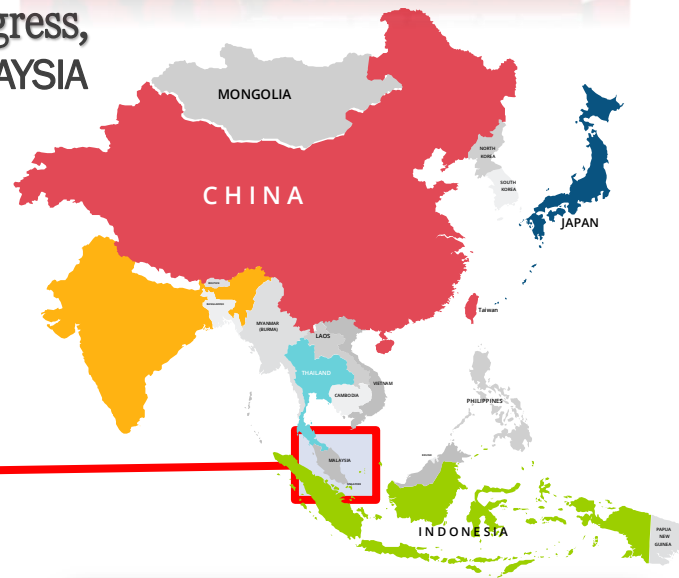 gress,
AYSIA
MONGOLIA
CHINA
NORTH
KOREA
SOUTH
KOREA
JAPAN
Taiwan
MYANMAR
(BURMA)
LAOS
THAILAND
VIETNAM
CAMBODIA
PHILIPPINES
MALAYSIA
INDONESIA
PAPUA
NEW
GUINEA